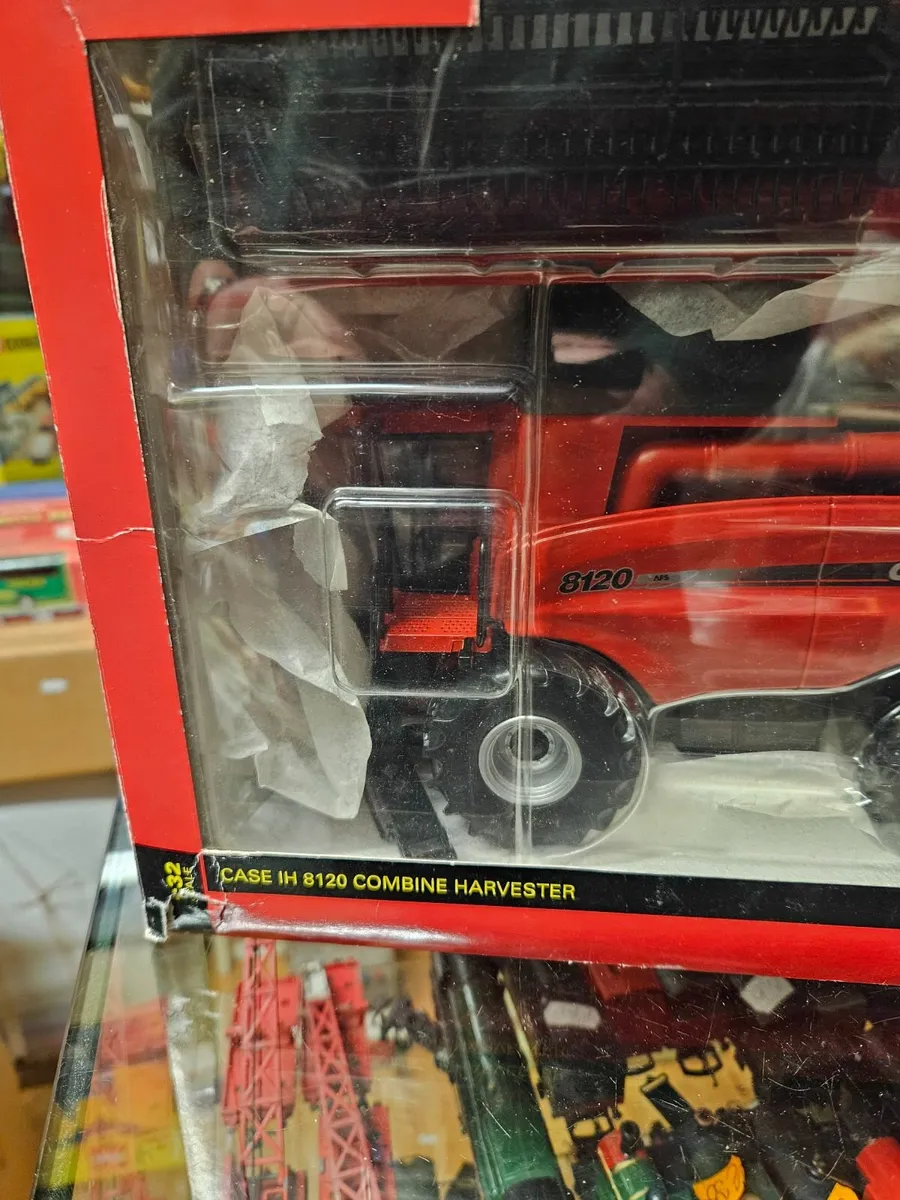 8120
CASE IH 8120 COMBINE HARVESTER